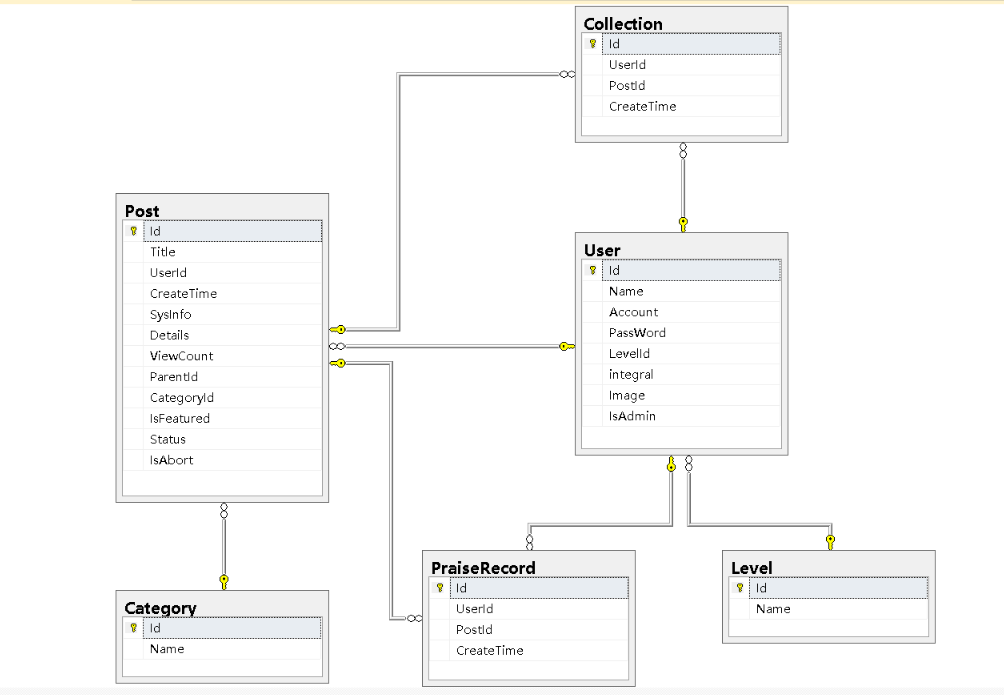 Collection
Id
UserId
PostId
CreateTime
Post
Id
Title
UserId
CreateTime
SysInfo
Details
ViewCount
ParentId
CategoryId
IsFeatured
Status
IsAbort
User
Id
Name
Account
PassWord
LevelId
integral
Image
IsAdmin
Category
Id
Name
PraiseRecord
Id
UserId
PostId
CreateTime
Level
Id
Name